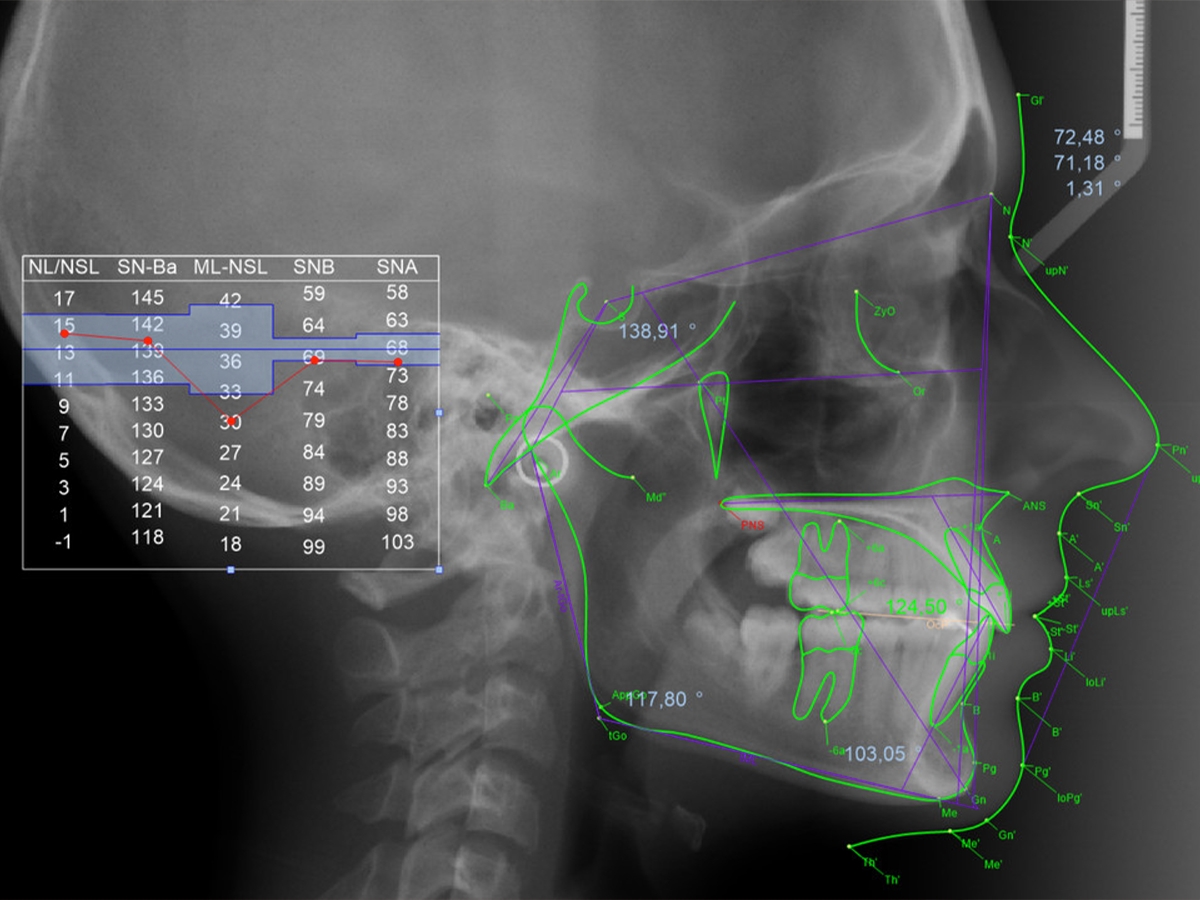 Gl'
72,48 °
71,18 °
1,31 °
N
N'
upN'
NL/NSL SN-Ba ML-NSL SNB SNA
17 145 42 59 58
15 142 39 64 63
13 139 36 69 68
11 136 33 74 73
9 133 30 79 78
7 130 27 84 83
5 127 24 89 88
3 124 21 94 93
1 121 18 99 98
-1 118 103
S
138,91 °
ZyO
Or
Pt
Pn'
Ba
Md"
PNS
ANS
Sn'
Sn'
A
A'
A'
Ls'
upLs'
124,50 °
St'
Li'
loLi'
B
B'
B'
117,80 °
tGo
-6a
103,05 °
Pg
Pg'
loPg'
Gn
Me
Gn'
Me'
Me'
Th'
Th'